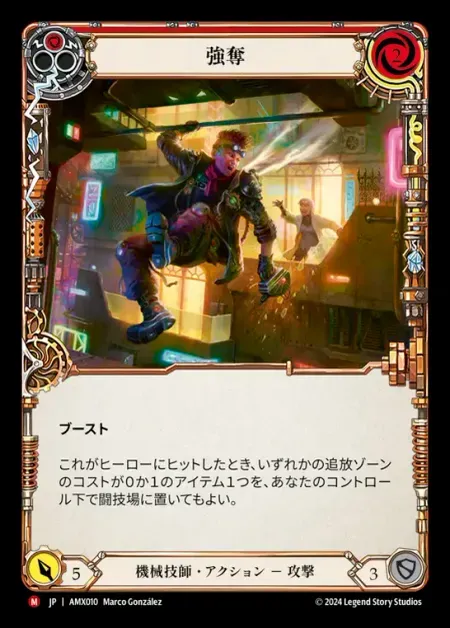 2
強奪
ブースト
これがヒーローにヒットしたとき、いずれかの追放ゾーン
のコストが0か1のアイテム1つを、あなたのコントロー
ル下で闘技場に置いてもよい。
5
機械技師・アクション － 攻撃
3
M JP | AMX010 Marco González
© 2024 Legend Story Studios